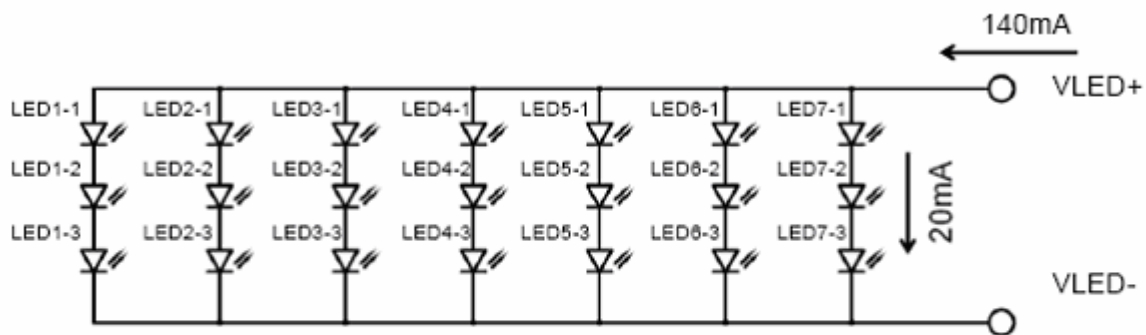 140mA
VLED+
LED1-1 LED2-1 LED3-1 LED4-1 LED5-1 LED6-1 LED7-1
LED1-2 LED2-2 LED3-2 LED4-2 LED5-2 LED6-2 LED7-2
20mA
LED1-3 LED2-3 LED3-3 LED4-3 LED5-3 LED6-3 LED7-3
VLED-